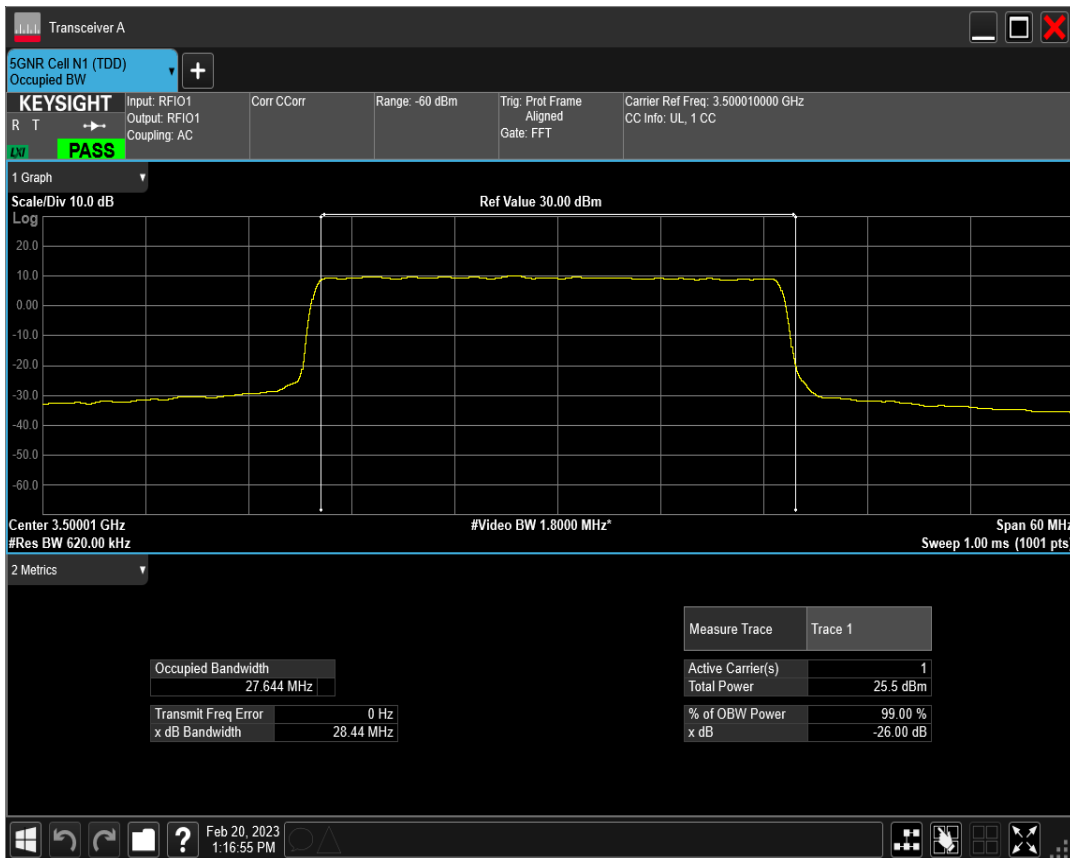 Transceiver A
5GNR Cell N1 (TDD)
Occupied BW
KEYSIGHT
R T
LXI
PASS
Input: RFIO1
Output: RFIO1
Coupling: AC
Corr CCorr
Range: -60 dBm
Trig: Prot Frame
Aligned
Gate: FFT
Carrier Ref Freq: 3.500010000 GHz
CC Info: UL, 1 CC
1 Graph
Scale/Div 10.0 dB
Ref Value 30.00 dBm
Log
20.0
10.0
0.00
-10.0
-20.0
-30.0
-40.0
-50.0
-60.0
Center 3.50001 GHz
#Video BW 1.8000 MHz*
Span 60 MHz
#Res BW 620.00 kHz
Sweep 1.00 ms (1001 pts)
2 Metrics
Measure Trace Trace 1
Occupied Bandwidth
27.644 MHz
Active Carrier(s) 1
Total Power 25.5 dBm
Transmit Freq Error 0 Hz
x dB Bandwidth 28.44 MHz
% of OBW Power 99.00 %
x dB -26.00 dB
?
Feb 20, 2023
1:16:55 PM